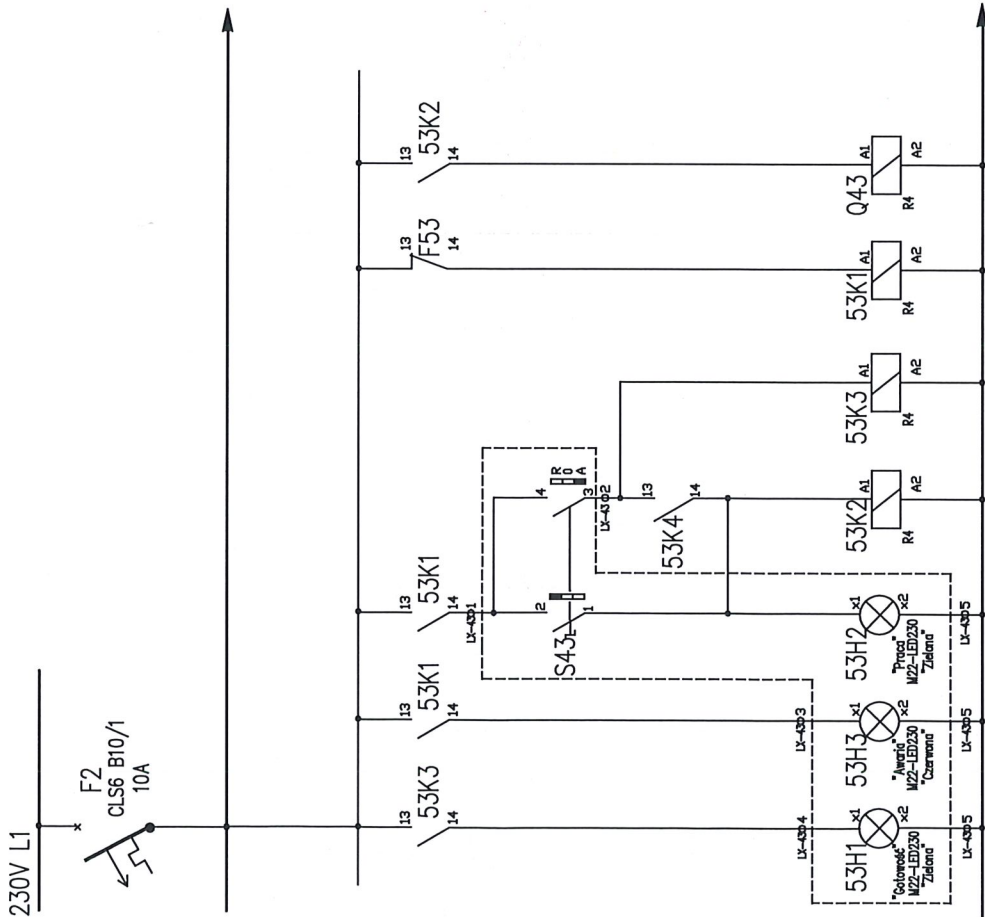 230V L1
F2
CLS6 B10/1
10A
13
53K3
14
13
53K1
14
13
53K1
14
LX-43
1
13
F53
14
13
53K2
14
2
S43
L
1
4
R
0
A
3
LX-43
2
13
53K4
14
LX-43
4
LX-43
3
53H1
x1
x2
"Gotowość"
M22-LED230
"Zielona"
LX-43
5
53H3
x1
x2
"Awaria"
M22-LED230
"Czerwona"
LX-43
5
53H2
x1
x2
"Praca"
M22-LED230
"Zielona"
LX-43
5
53K2
A1
A2
R4
53K3
A1
A2
R4
53K1
A1
A2
R4
Q43
A1
A2
R4